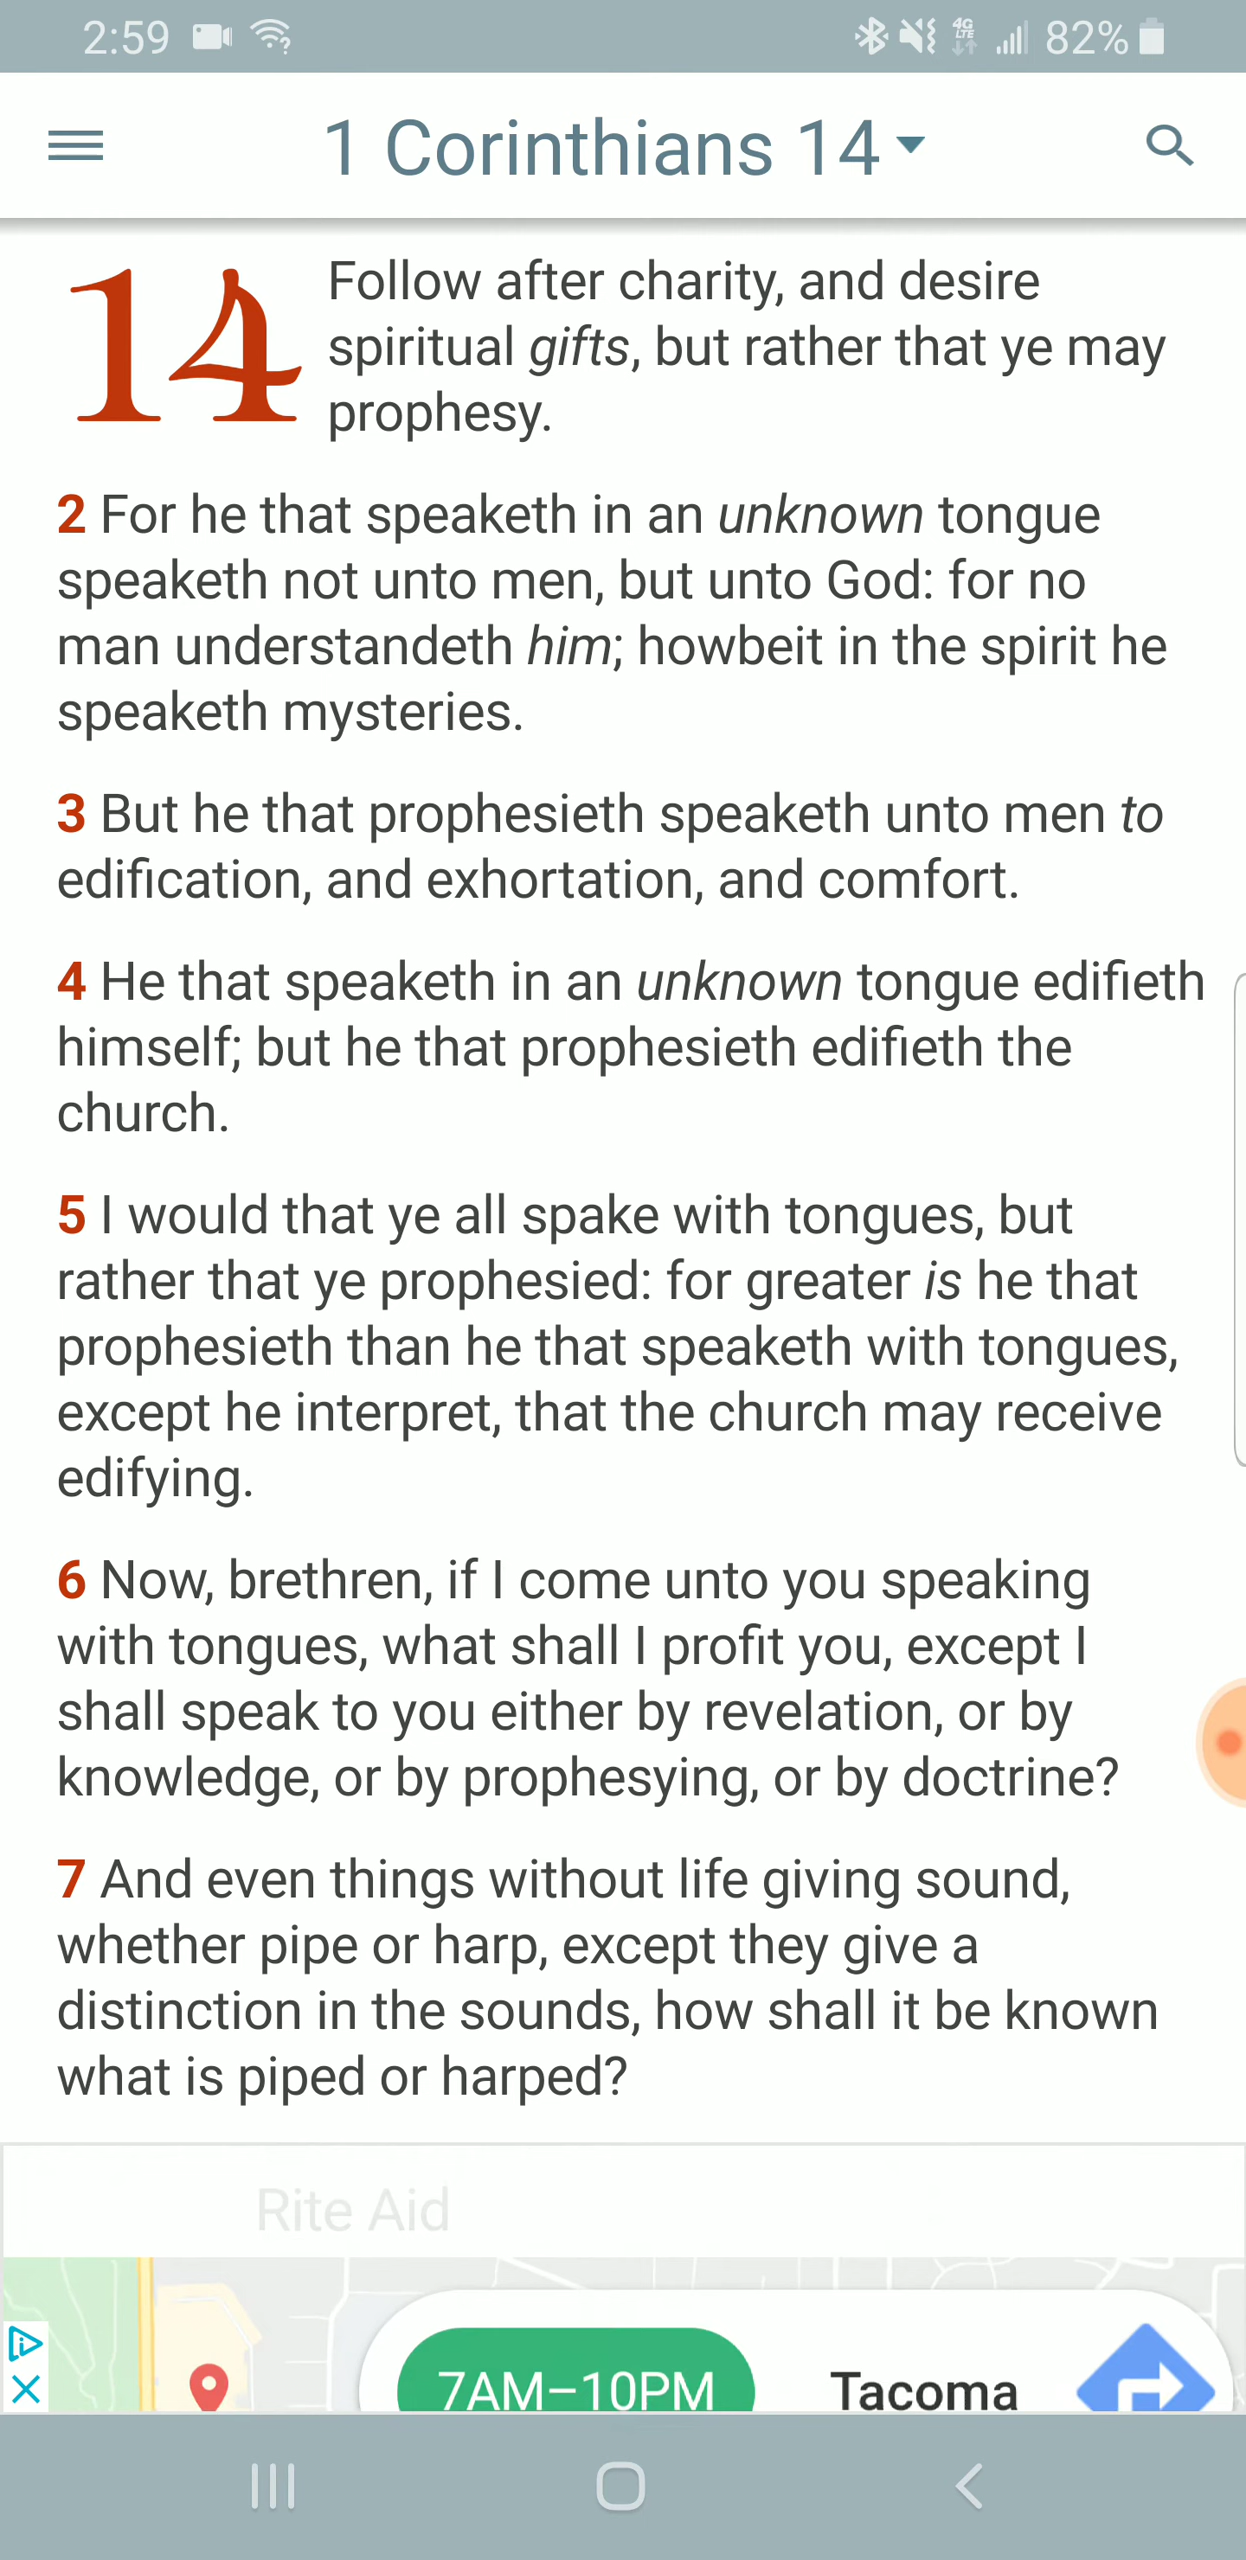 2:59
4G
LTE
82%
1 Corinthians 14
14
Follow after charity, and desire
spiritual gifts, but rather that ye may
prophesy.
2 For he that speaketh in an unknown tongue
speaketh not unto men, but unto God: for no
man understandeth him; howbeit in the spirit he
speaketh mysteries.
3 But he that prophesieth speaketh unto men to
edification, and exhortation, and comfort.
4 He that speaketh in an unknown tongue edifieth
himself; but he that prophesieth edifieth the
church.
5 I would that ye all spake with tongues, but
rather that ye prophesied: for greater is he that
prophesieth than he that speaketh with tongues,
except he interpret, that the church may receive
edifying.
6 Now, brethren, if I come unto you speaking
with tongues, what shall I profit you, except I
shall speak to you either by revelation, or by
knowledge, or by prophesying, or by doctrine?
7 And even things without life giving sound,
whether pipe or harp, except they give a
distinction in the sounds, how shall it be known
what is piped or harped?
Rite Aid
7AM–10PM
Tacoma